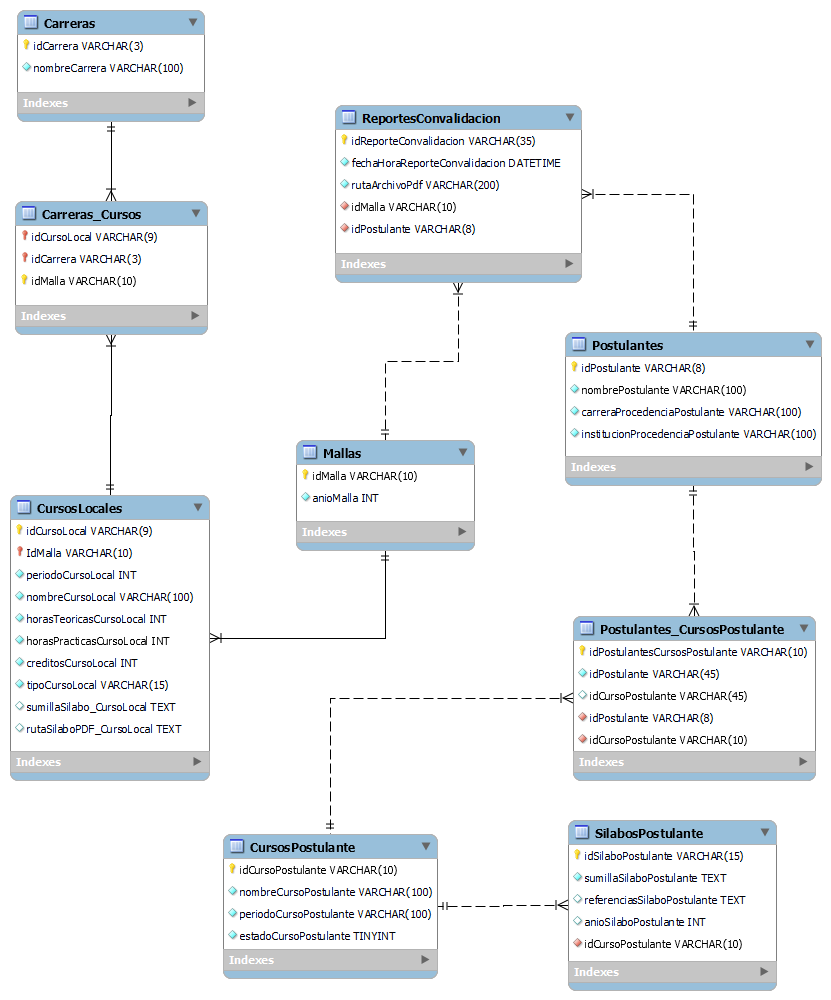 Carreras
idCarrera VARCHAR(3)
nombreCarrera VARCHAR(100)
Indexes
Carreras_Cursos
idCursoLocal VARCHAR(9)
idCarrera VARCHAR(3)
idMalla VARCHAR(10)
Indexes
ReportesConvalidacion
idReporteConvalidacion VARCHAR(35)
fechaHoraReporteConvalidacion DATETIME
rutaArchivoPdf VARCHAR(200)
idMalla VARCHAR(10)
idPostulante VARCHAR(8)
Indexes
Postulantes
idPostulante VARCHAR(8)
nombrePostulante VARCHAR(100)
carreraProcedenciaPostulante VARCHAR(100)
institucionProcedenciaPostulante VARCHAR(100)
Indexes
Mallas
idMalla VARCHAR(10)
anioMalla INT
Indexes
CursosLocales
idCursoLocal VARCHAR(9)
IdMalla VARCHAR(10)
periodoCursoLocal INT
nombreCursoLocal VARCHAR(100)
horasTeoricasCursoLocal INT
horasPracticasCursoLocal INT
creditosCursoLocal INT
tipoCursoLocal VARCHAR(15)
sumillaSilabo_CursoLocal TEXT
rutaSilaboPDF_CursoLocal TEXT
Indexes
Postulantes_CursosPostulante
idPostulantesCursosPostulante VARCHAR(10)
idPostulante VARCHAR(45)
idCursoPostulante VARCHAR(45)
idPostulante VARCHAR(8)
idCursoPostulante VARCHAR(10)
Indexes
CursosPostulante
idCursoPostulante VARCHAR(10)
nombreCursoPostulante VARCHAR(100)
periodoCursoPostulante VARCHAR(100)
estadoCursoPostulante TINYINT
Indexes
SilabosPostulante
idSilaboPostulante VARCHAR(15)
sumillaSilaboPostulante TEXT
referenciasSilaboPostulante TEXT
anioSilaboPostulante INT
idCursoPostulante VARCHAR(10)
Indexes